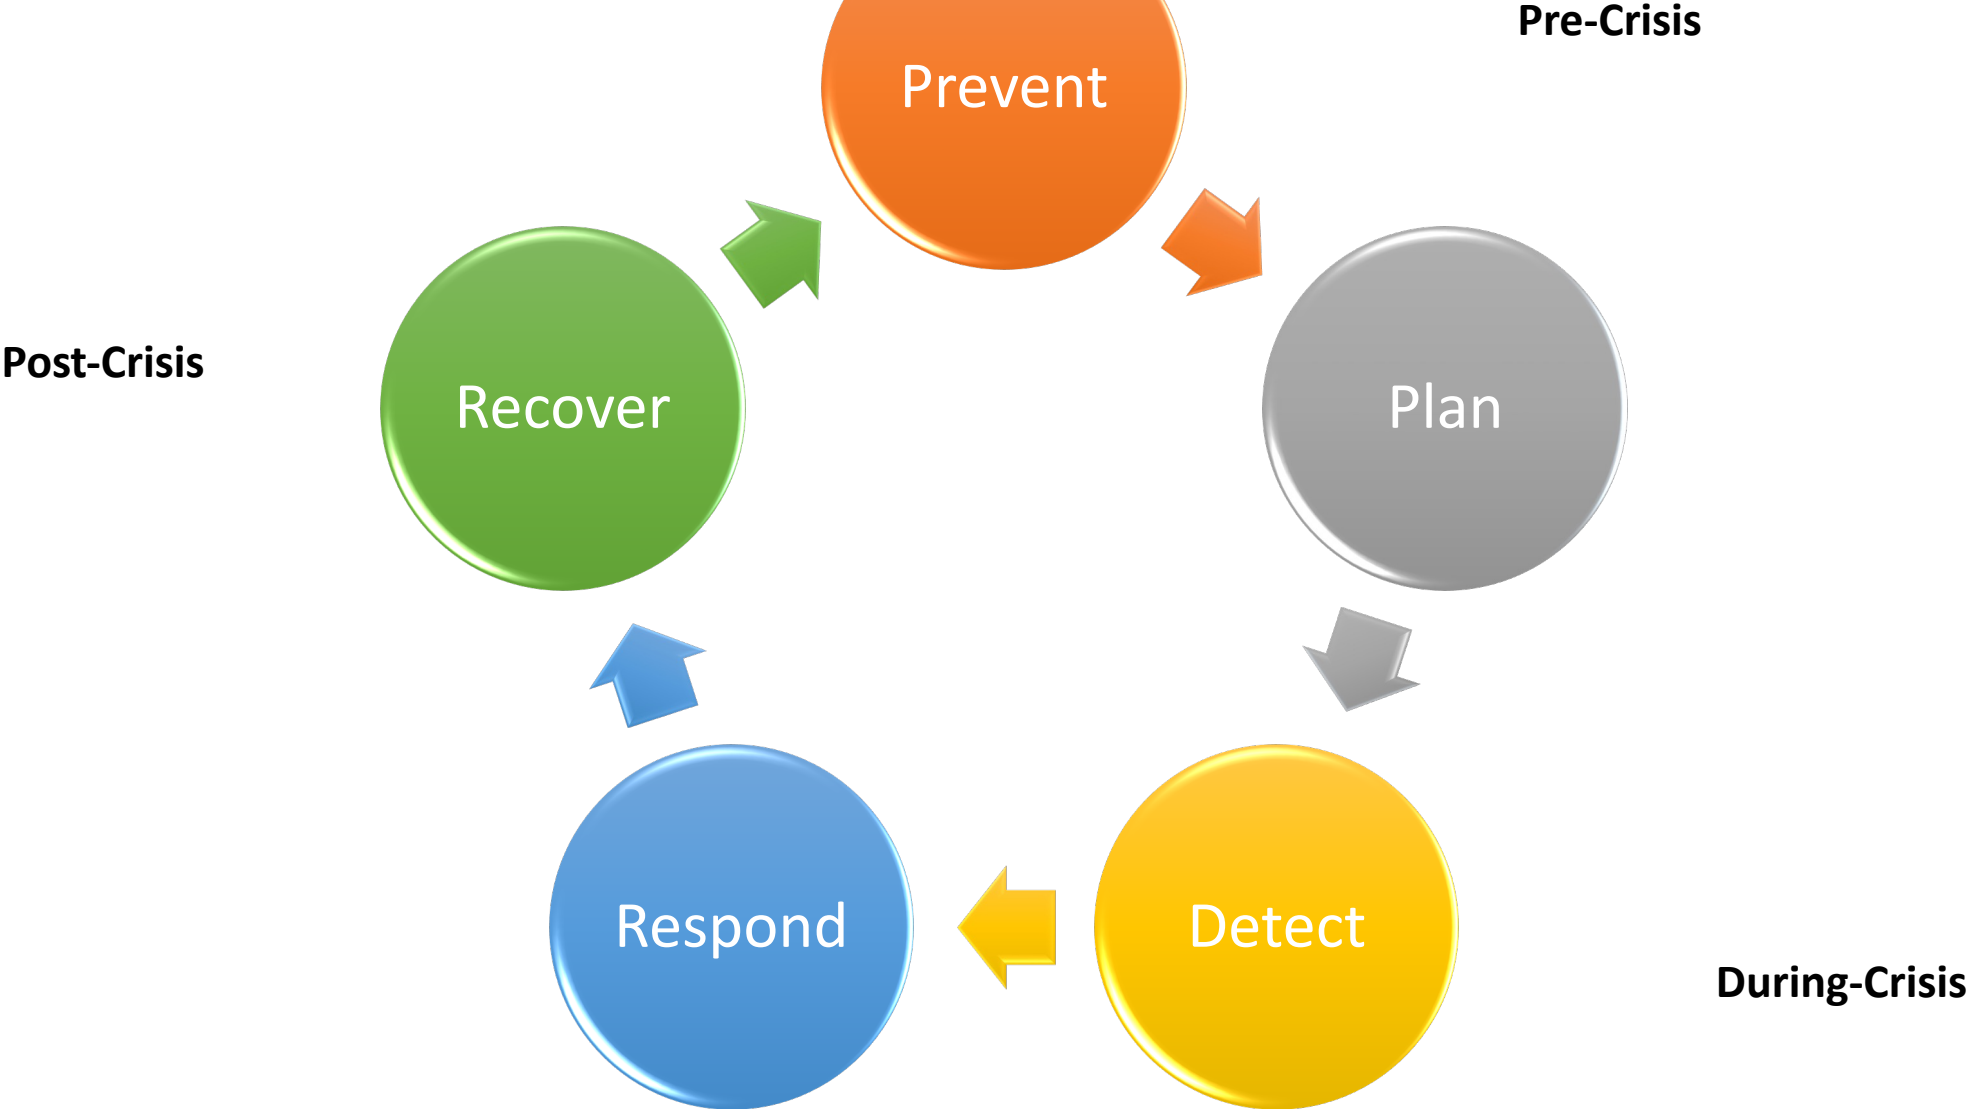 Pre-Crisis
Prevent
Post-Crisis
Recover
Plan
Respond
Detect
During-Crisis